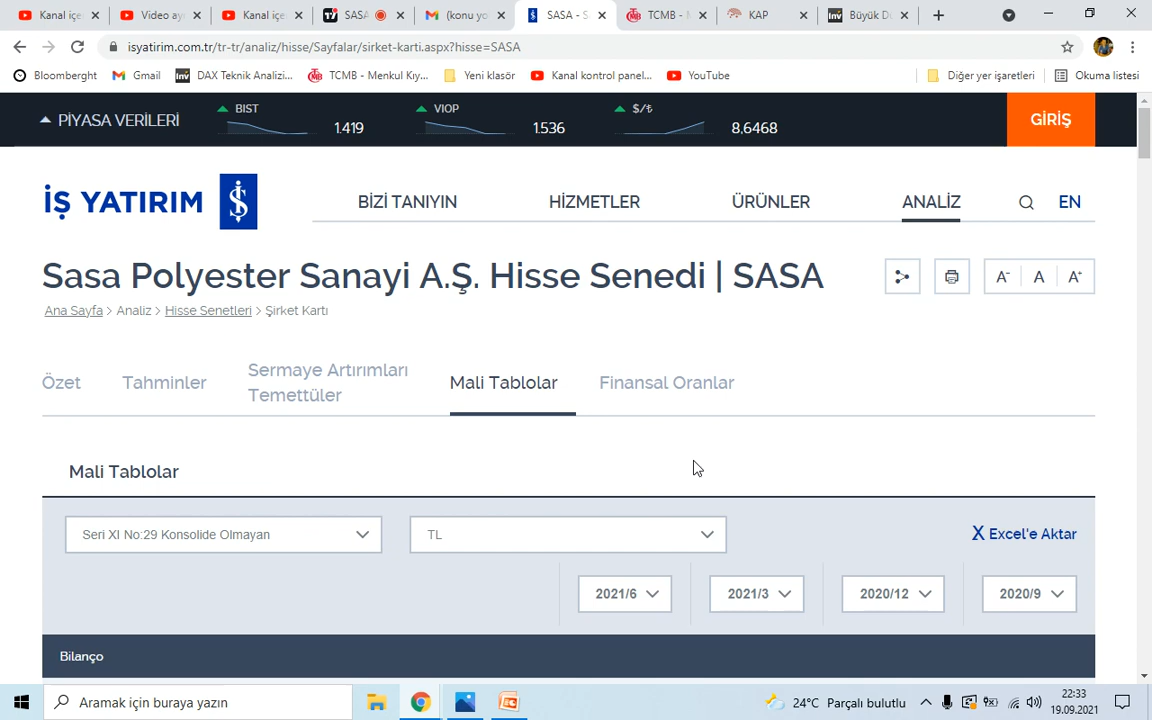 Kanal içe
Video ay
Kanal içe
SASA
(konu yo
SASA - S
TCMB - M
KAP
Büyük D
isyatirim.com.tr/tr-tr/analiz/hisse/Sayfalar/sirket-karti.aspx?hisse=SASA
Bloomberght
Gmail
DAX Teknik Analizi...
TCMB - Menkul Kıy...
Yeni klasör
Kanal kontrol panel...
YouTube
Diğer yer işaretleri
Okuma listesi
PİYASA VERİLERİ
BIST
1.419
VIOP
1.536
$/₺
8,6468
GİRİŞ
İŞ YATIRIM
BİZİ TANIYIN
HİZMETLER
ÜRÜNLER
ANALİZ
EN
Sasa Polyester Sanayi A.Ş. Hisse Senedi | SASA
A-
A
A+
Ana Sayfa > Analiz > Hisse Senetleri > Şirket Kartı
Özet
Tahminler
Sermaye Artırımları
Temettüler
Mali Tablolar
Finansal Oranlar
Mali Tablolar
Seri XI No:29 Konsolide Olmayan
TL
X Excel'e Aktar
2021/6
2021/3
2020/12
2020/9
Bilanço
Aramak için buraya yazın
24°C Parçalı bulutlu
22:33
19.09.2021